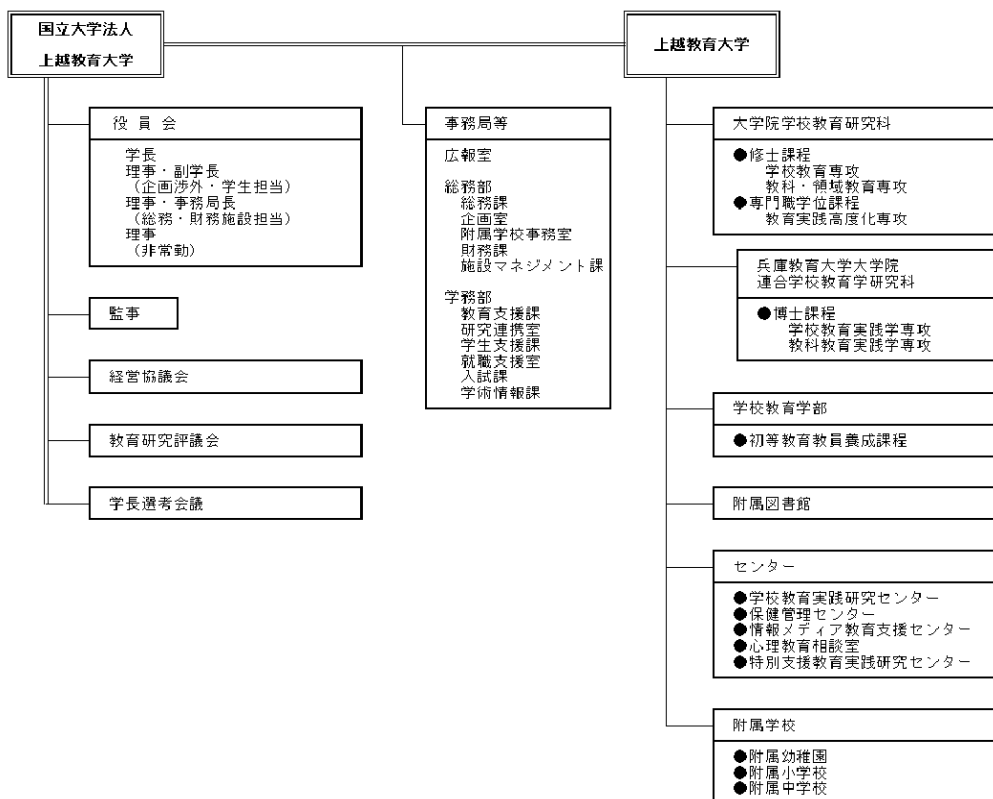 国立大学法人
上越教育大学
上越教育大学
役 員 会
学長
理事・副学長
（企画渉外・学生担当）
理事・事務局長
（総務・財務施設担当）
理事
（非常勤）
監事
経営協議会
教育研究評議会
学長選考会議
事務局等
広報室
総務部
総務課
企画室
附属学校事務室
財務課
施設マネジメント課
学務部
教育支援課
研究連携室
学生支援課
就職支援室
入試課
学術情報課
大学院学校教育研究科
●修士課程
学校教育専攻
教科・領域教育専攻
●専門職学位課程
教育実践高度化専攻
兵庫教育大学大学院
連合学校教育学研究科
●博士課程
学校教育実践学専攻
教科教育実践学専攻
学校教育学部
●初等教育教員養成課程
附属図書館
センター
●学校教育実践研究センター
●保健管理センター
●情報メディア教育支援センター
●心理教育相談室
●特別支援教育実践研究センター
附属学校
●附属幼稚園
●附属小学校
●附属中学校